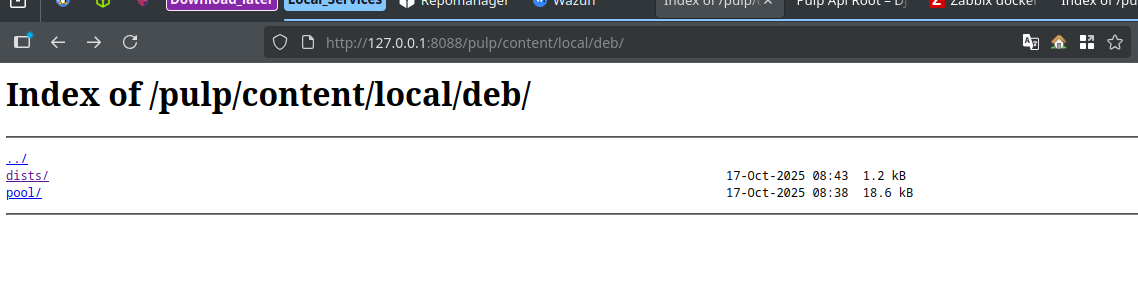 Download_later Local_Services Repomanager Wazuh Index of /pulp/ Pulp Api Root – D Zabbix docker Index of /pu
http://127.0.0.1:8088/pulp/content/local/deb/
Index of /pulp/content/local/deb/
../
dists/ 17-Oct-2025 08:43 1.2 kB
pool/ 17-Oct-2025 08:38 18.6 kB